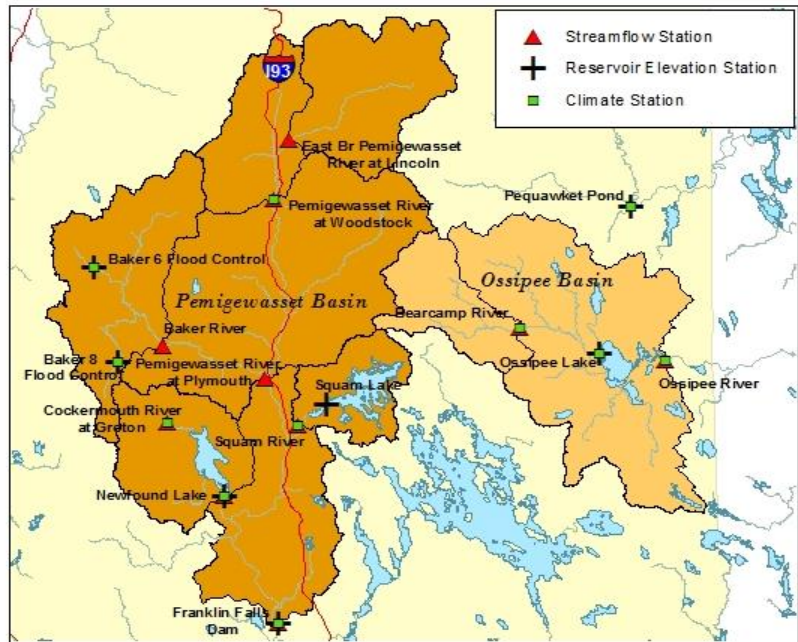 Streamflow Station
Reservoir Elevation Station
Climate Station
193
East Br Pemigewasset
River at Lincoln
Pequawket Pond
Pemigewasset River
at Woodstock
Baker 6 Flood Control
Ossipee Basin
Pemigewasset Basin
Bearcamp River
Baker River
Baker 8
Flood Control
Pemigewasset River
at Plymouth
Ossipee Lake
Squam Lake
Ossipee River
Cockermouth River
at Groton
Squam River
Newfound Lake
Franklin Falls
Dam